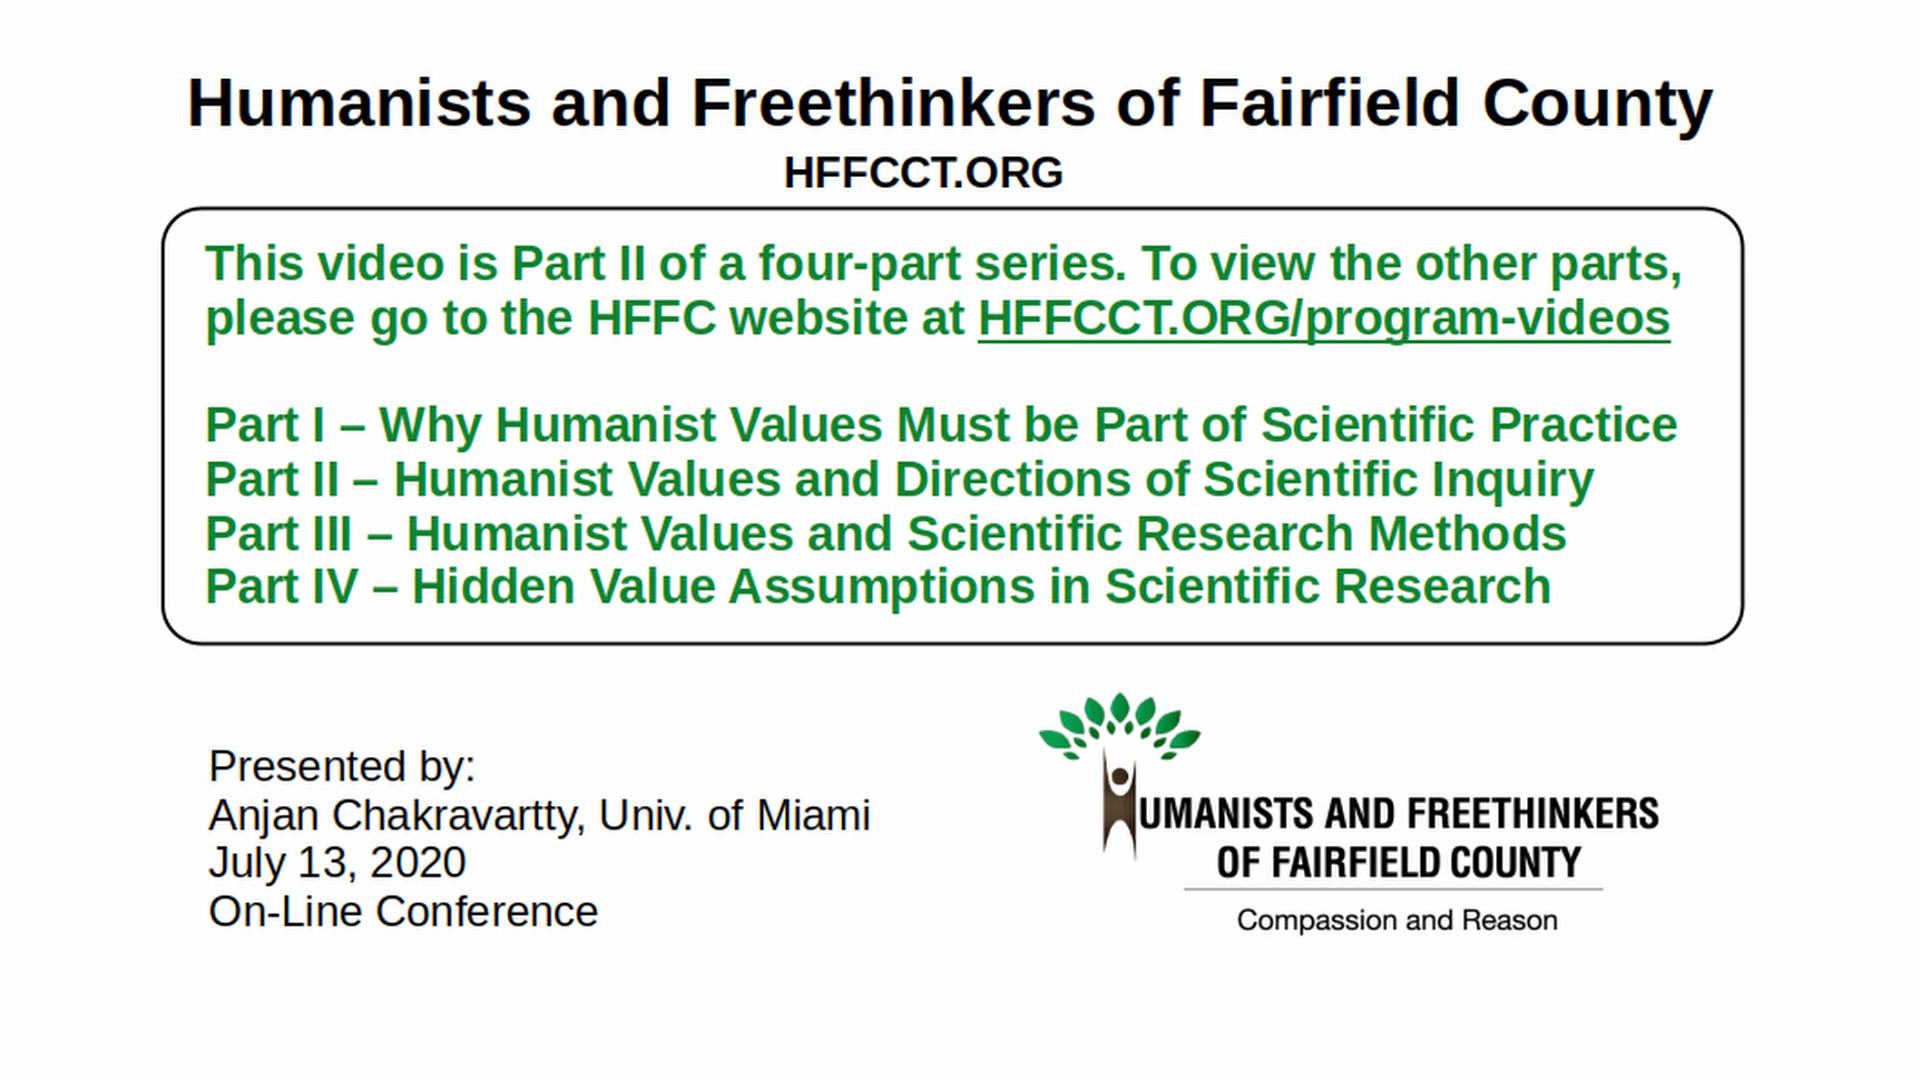 Humanists and Freethinkers of Fairfield County
HFFCCT.ORG
This video is Part II of a four-part series. To view the other parts,
please go to the HFFC website at HFFCCT.ORG/program-videos
Part I – Why Humanist Values Must be Part of Scientific Practice
Part II – Humanist Values and Directions of Scientific Inquiry
Part III – Humanist Values and Scientific Research Methods
Part IV – Hidden Value Assumptions in Scientific Research
Presented by:
Anjan Chakravartty, Univ. of Miami
July 13, 2020
On-Line Conference
HUMANISTS AND FREETHINKERS
OF FAIRFIELD COUNTY
Compassion and Reason